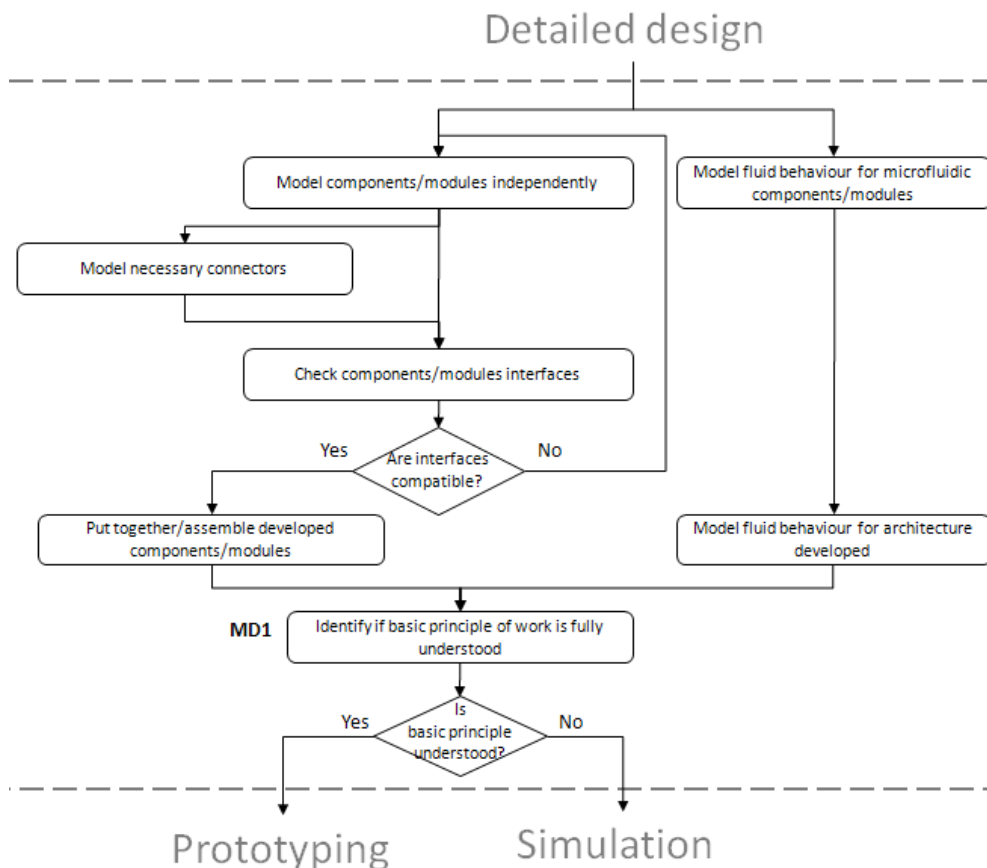 Detailed design
Model components/modules independently
Model fluid behaviour for microfluidic
components/modules
Model necessary connectors
Check components/modules interfaces
Yes
Are interfaces
compatible?
No
Put together/assemble developed
components/modules
Model fluid behaviour for architecture
developed
MD1
Identify if basic principle of work is fully
understood
Yes
Is
basic principle
understood?
No
Prototyping
Simulation